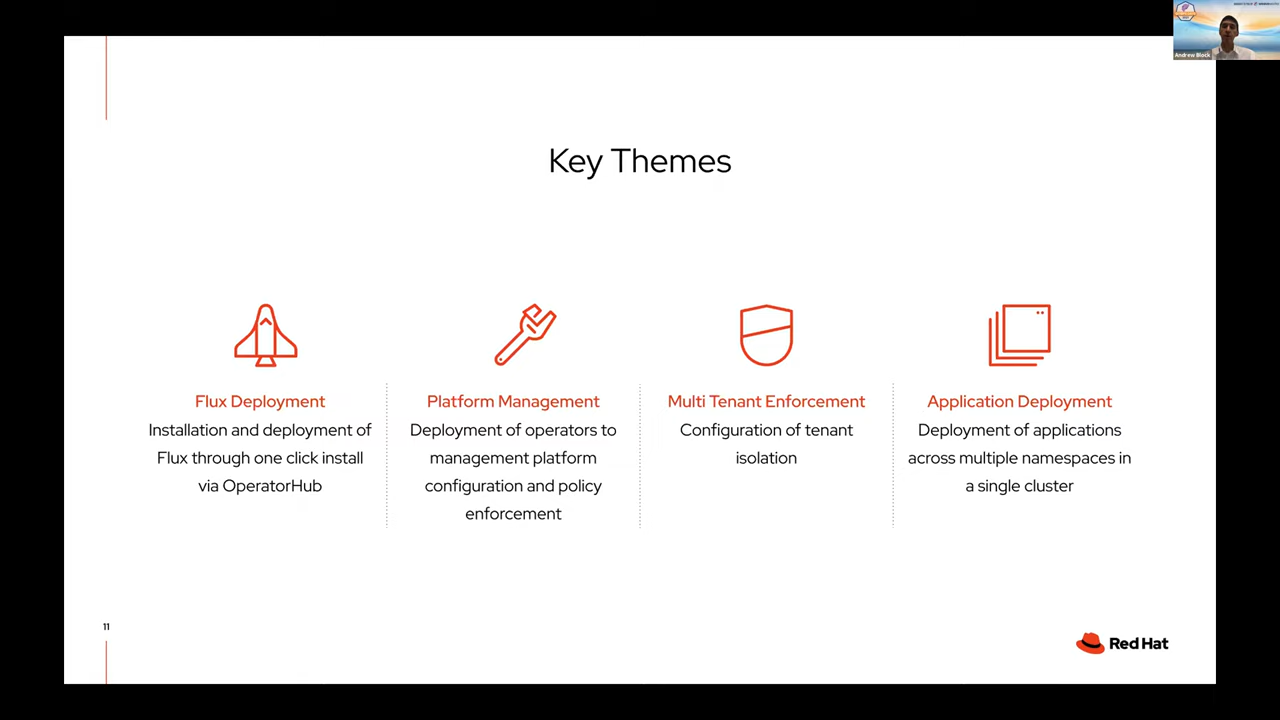 Andrew Block
Key Themes
Flux Deployment
Installation and deployment of
Flux through one click install
via OperatorHub
Platform Management
Deployment of operators to
management platform
configuration and policy
enforcement
Multi Tenant Enforcement
Configuration of tenant
isolation
Application Deployment
Deployment of applications
across multiple namespaces in
a single cluster
11
Red Hat